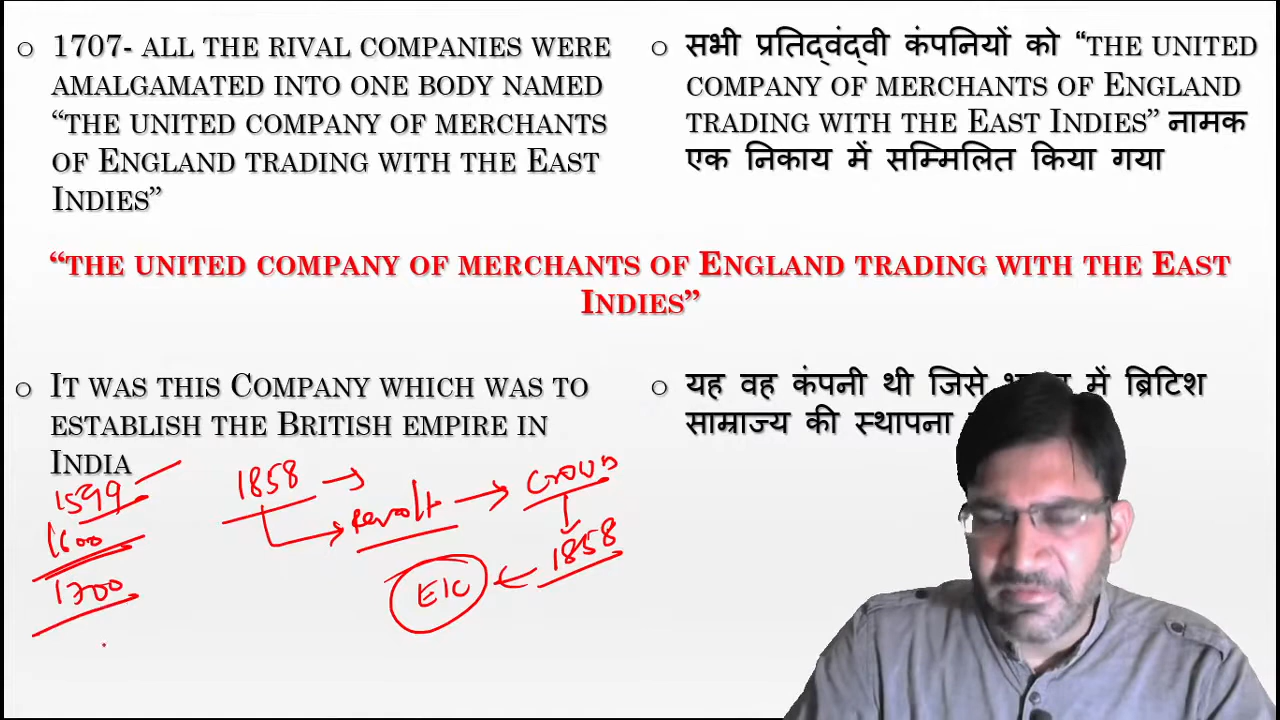 ○ 1707- ALL THE RIVAL COMPANIES WERE
AMALGAMATED INTO ONE BODY NAMED
“THE UNITED COMPANY OF MERCHANTS
OF ENGLAND TRADING WITH THE EAST
INDIES”
○ सभी प्रतिद्वंद्वी कंपनियों को “THE UNITED
COMPANY OF MERCHANTS OF ENGLAND
TRADING WITH THE EAST INDIES” नामक
एक निकाय में सम्मिलित किया गया
“THE UNITED COMPANY OF MERCHANTS OF ENGLAND TRADING WITH THE EAST
INDIES”
○ IT WAS THIS COMPANY WHICH WAS TO
ESTABLISH THE BRITISH EMPIRE IN
INDIA
○ यह वह कंपनी थी जिसे में ब्रिटिश
साम्राज्य की स्थापना
1599
1600
1700
1858 → Revolt → Crown
1858
EIC